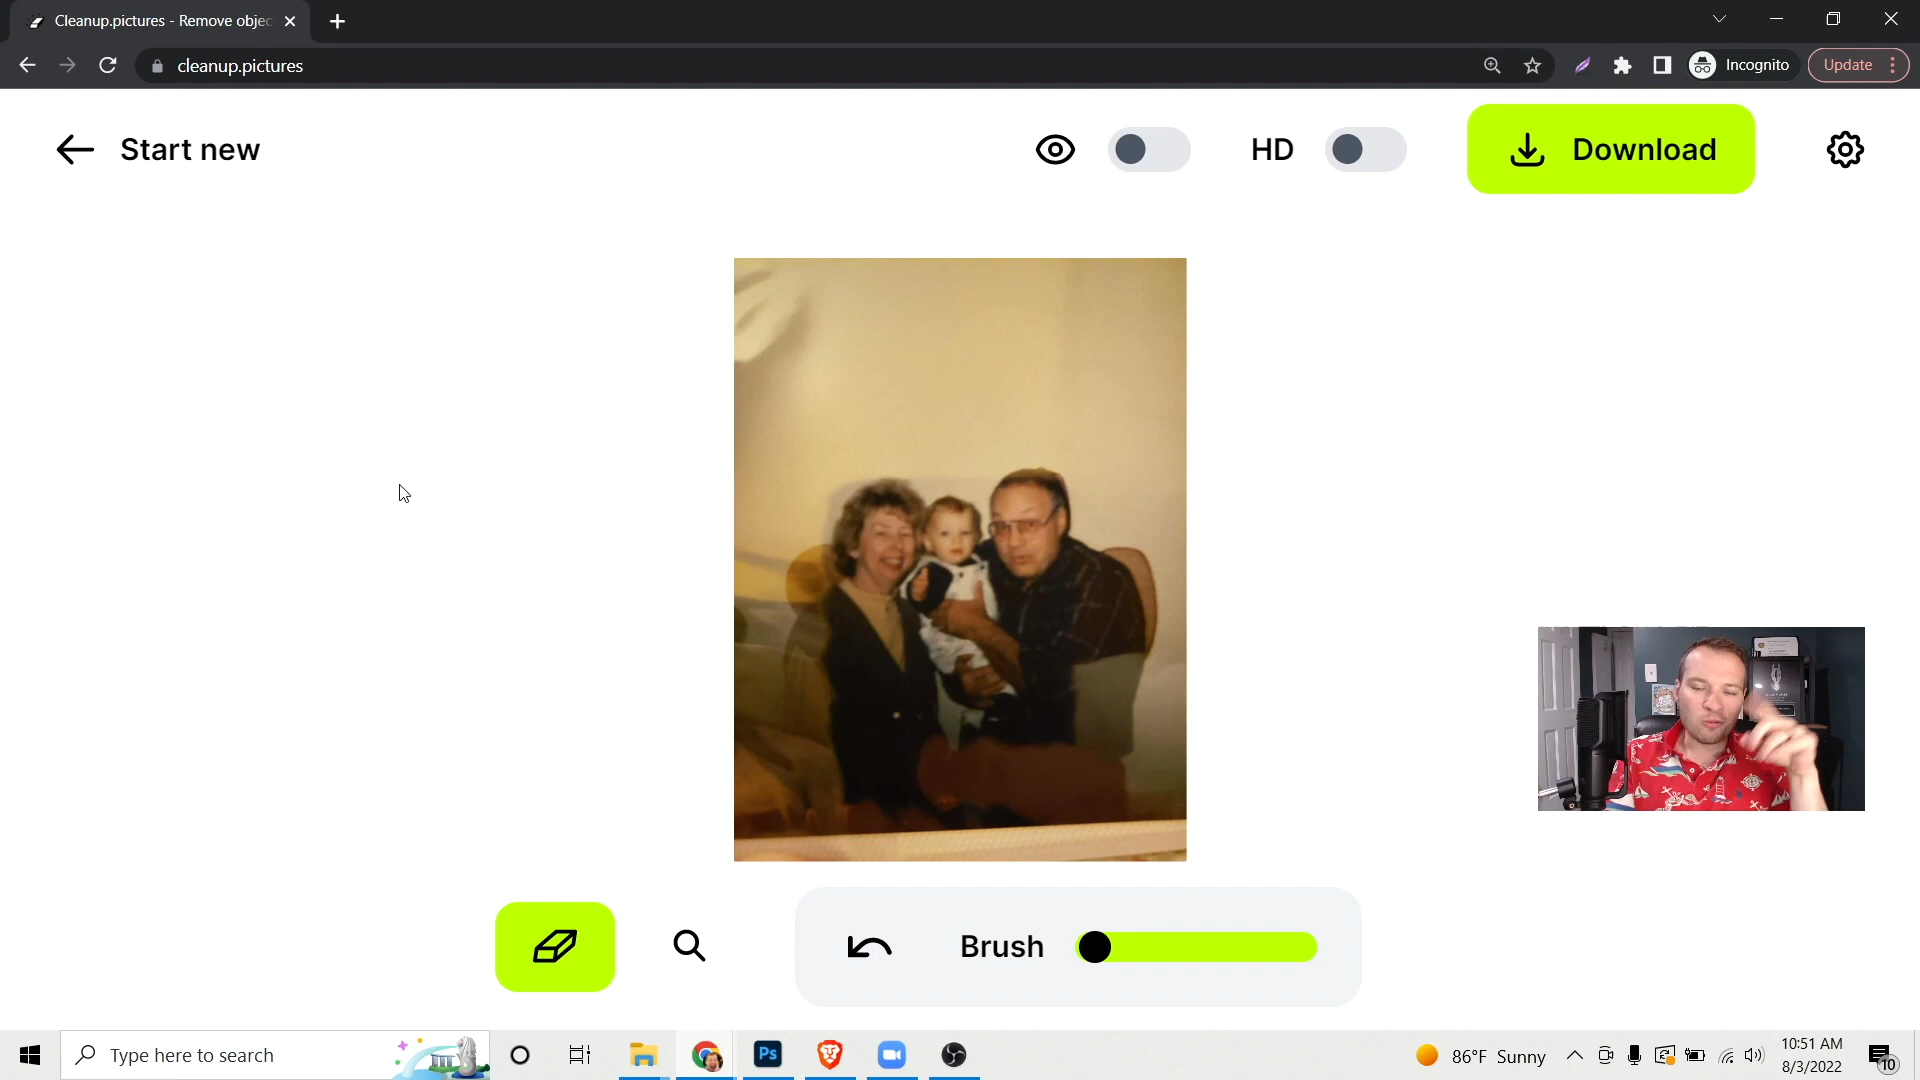 Cleanup.pictures - Remove objec
cleanup.pictures
Incognito
Update
Start new
HD
Download
Brush
Type here to search
Ps
86°F Sunny
10:51 AM
8/3/2022
10